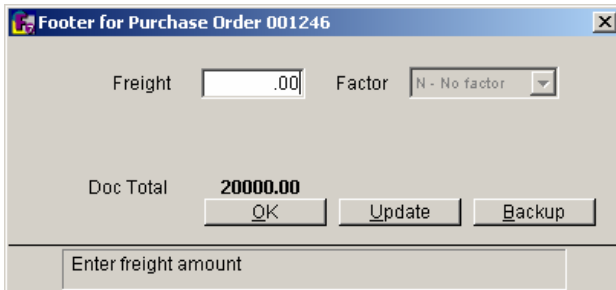 Footer for Purchase Order 001246
Freight .00 Factor N - No factor
Doc Total 20000.00
OK Update Backup
Enter freight amount